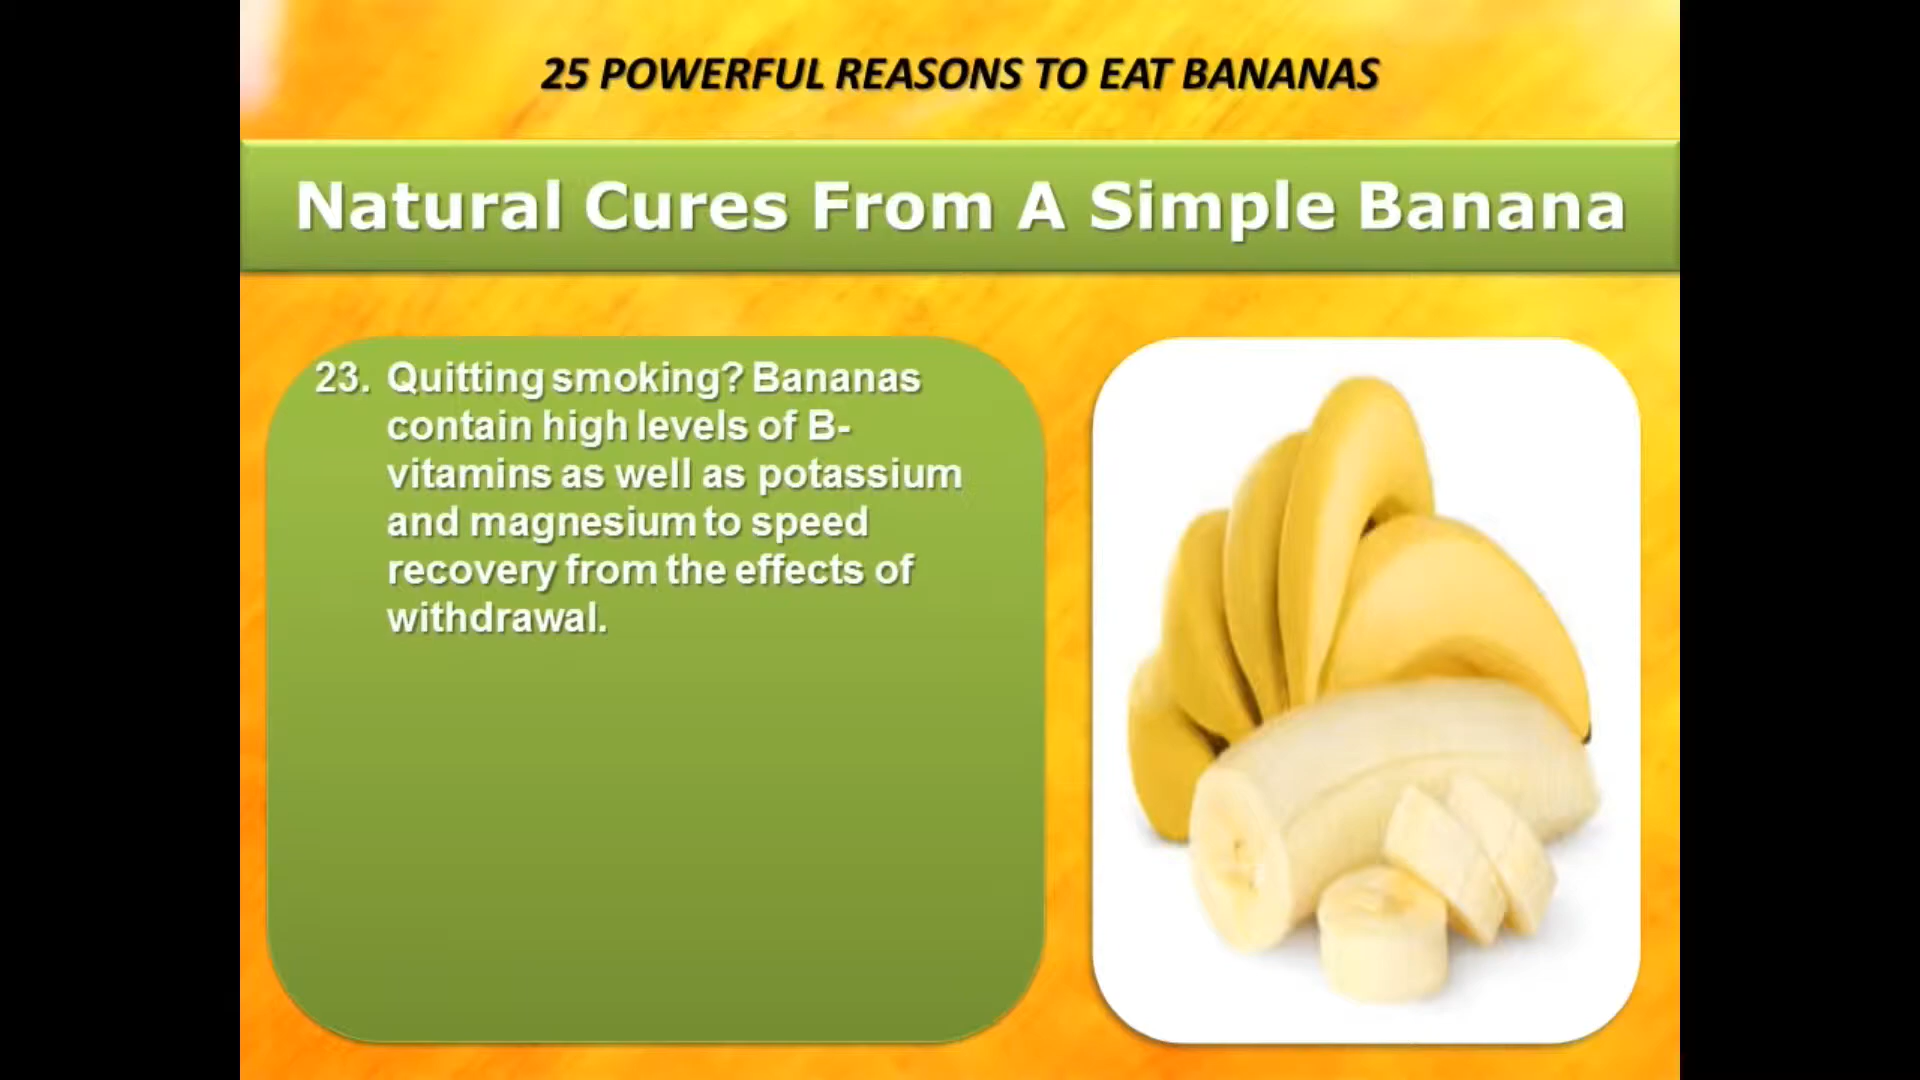 25 POWERFUL REASONS TO EAT BANANAS
Natural Cures From A Simple Banana
23. Quitting smoking? Bananas
contain high levels of B-
vitamins as well as potassium
and magnesium to speed
recovery from the effects of
withdrawal.